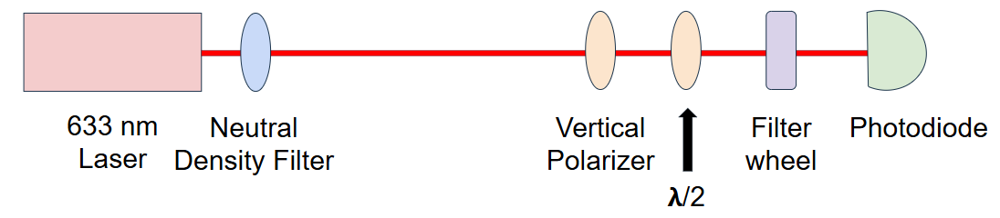 633 nm
Laser
Neutral
Density Filter
Vertical
Polarizer
λ/2
Filter
wheel
Photodiode